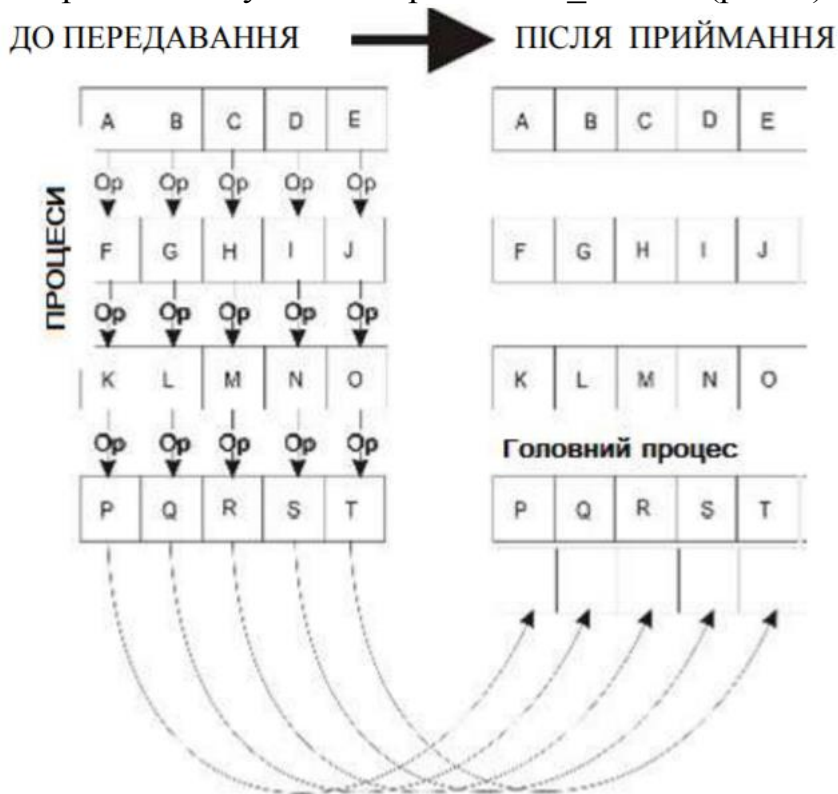 ДО ПЕРЕДАВАННЯ ПІСЛЯ ПРИЙМАННЯ
A B C D E A B C D E
Op Op Op Op Op
ПРОЦЕСИ
F G H I J F G H I J
Op Op Op Op Op
K L M N O K L M N O
Op Op Op Op Op Головний процес
P Q R S T P Q R S T